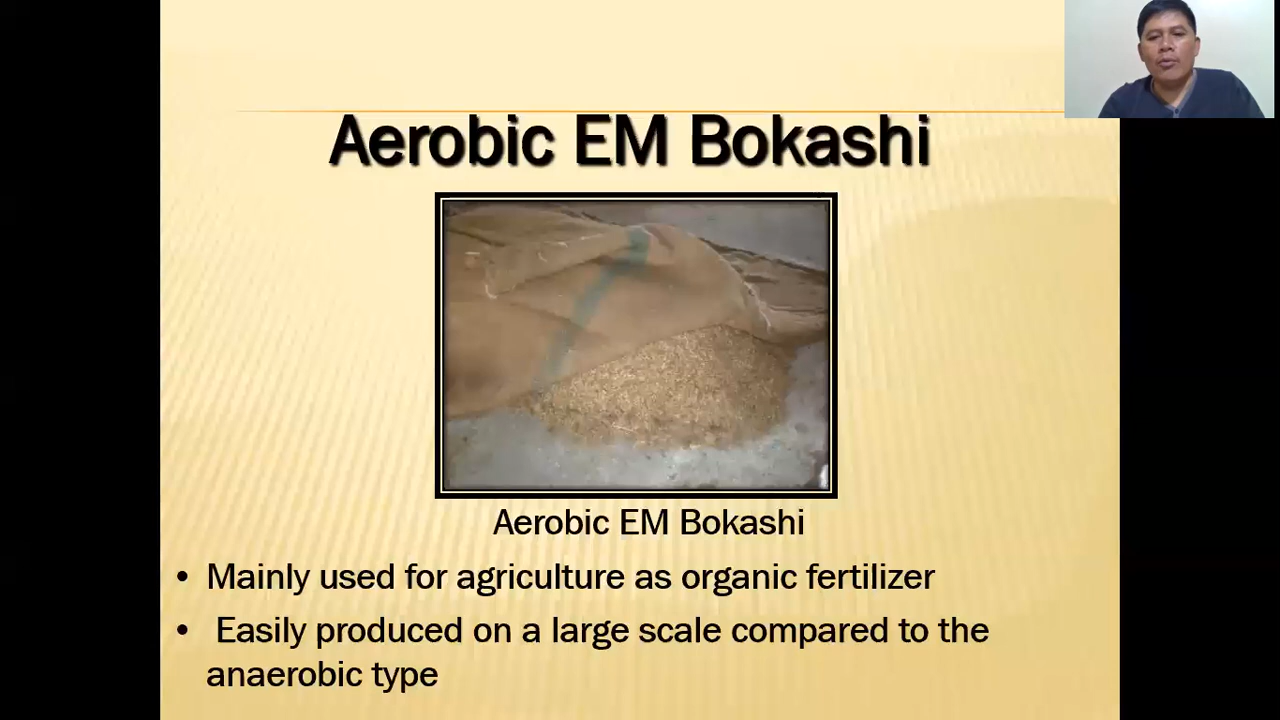 Aerobic EM Bokashi
Aerobic EM Bokashi
• Mainly used for agriculture as organic fertilizer
• Easily produced on a large scale compared to the
anaerobic type